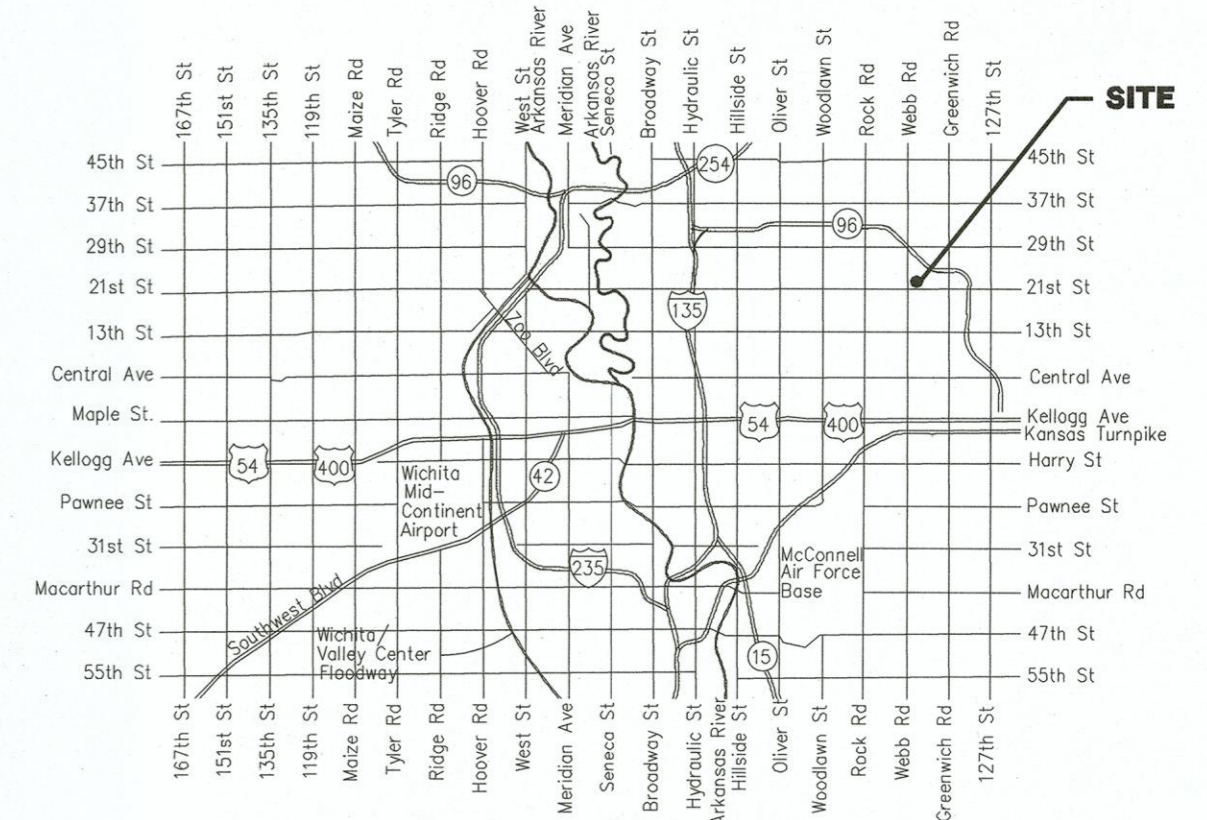 167th St
151st St
135th St
119th St
Maize Rd
Tyler Rd
Ridge Rd
Hoover Rd
West St
Arkansas River
Meridian Ave
Arkansas River
Seneca St
Broadway St
Hydraulic St
Hillside St
Oliver St
Woodlawn St
Rock Rd
Webb Rd
Greenwich Rd
127th St
SITE
45th St
37th St
29th St
21st St
13th St
Central Ave
Maple St.
Kellogg Ave
Pawnee St
31st St
Macarthur Rd
47th St
55th St
96
254
96
135
Zoo Blvd
54
400
54
400
42
Wichita
Mid-
Continent
Airport
235
McConnell
Air Force
Base
Southwest Blvd
Wichita/
Valley Center
Floodway
15
45th St
37th St
29th St
21st St
13th St
Central Ave
Kellogg Ave
Kansas Turnpike
Harry St
Pawnee St
31st St
Macarthur Rd
47th St
55th St
167th St
151st St
135th St
119th St
Maize Rd
Tyler Rd
Ridge Rd
Hoover Rd
West St
Meridian Ave
Seneca St
Broadway St
Hydraulic St
Arkansas River
Hillside St
Oliver St
Woodlawn St
Rock Rd
Webb Rd
Greenwich Rd
127th St